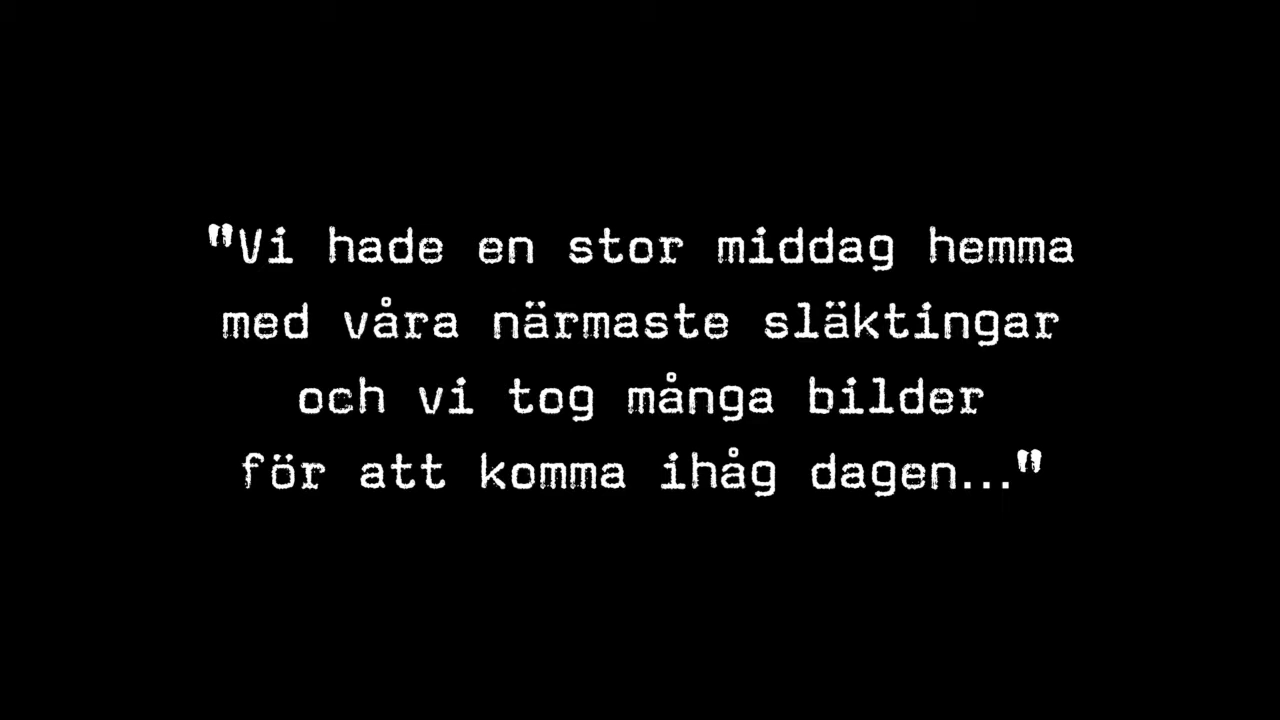 "Vi hade en stor middag hemma
med våra närmaste släktingar
och vi tog många bilder
för att komma ihåg dagen..."